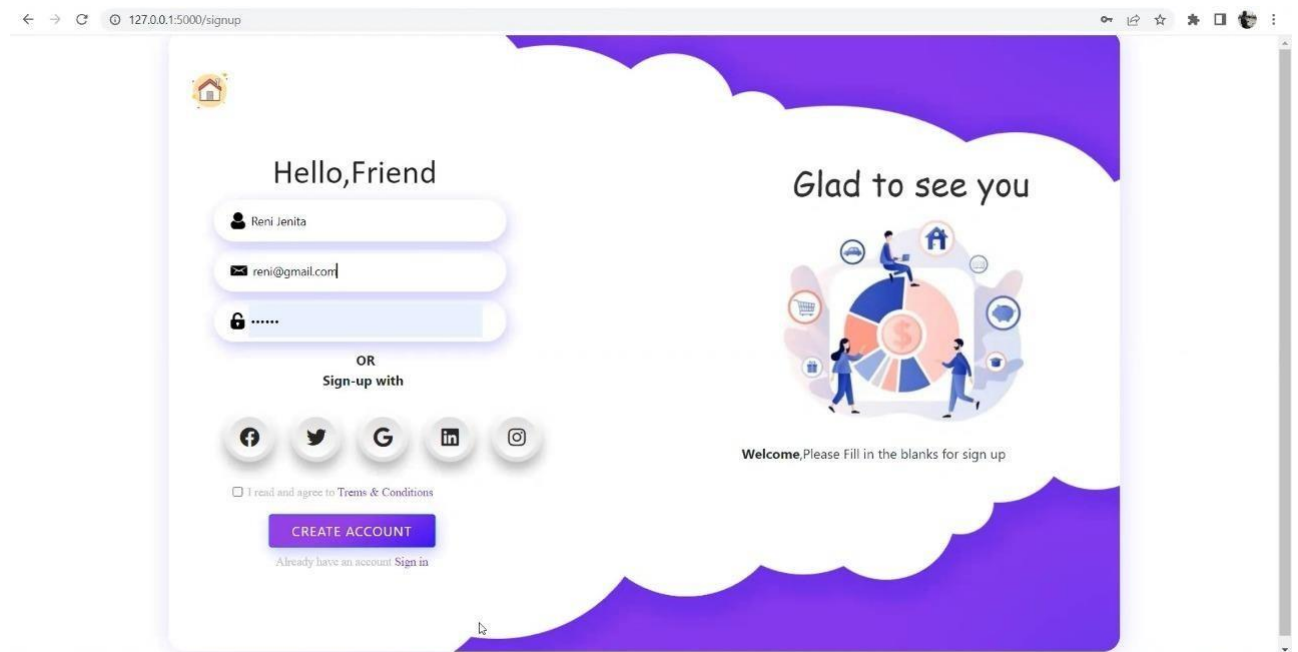 127.0.0.1:5000/signup
Hello,Friend
Reni Jenita
reni@gmail.com
••••••
OR
Sign-up with
I read and agree to Trems & Conditions
CREATE ACCOUNT
Already have an account Sign in
Glad to see you
$
Welcome,Please Fill in the blanks for sign up